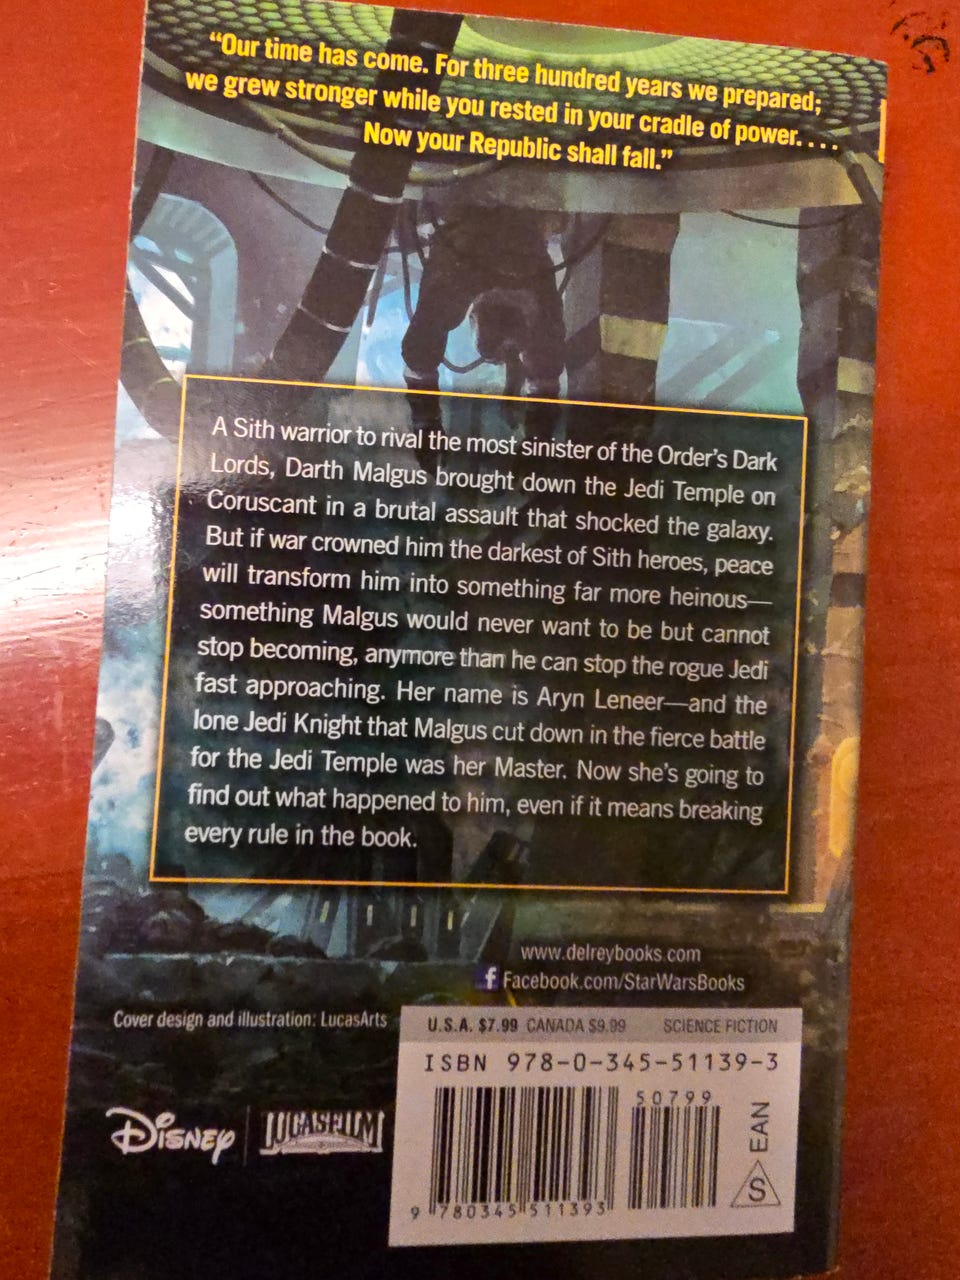 “Our time has come. For three hundred years we prepared;
we grew stronger while you rested in your cradle of power. . . .
Now your Republic shall fall.”
A Sith warrior to rival the most sinister of the Order’s Dark
Lords, Darth Malgus brought down the Jedi Temple on
Coruscant in a brutal assault that shocked the galaxy.
But if war crowned him the darkest of Sith heroes, peace
will transform him into something far more heinous—
something Malgus would never want to be but cannot
stop becoming, anymore than he can stop the rogue Jedi
fast approaching. Her name is Aryn Leneer—and the
lone Jedi Knight that Malgus cut down in the fierce battle
for the Jedi Temple was her Master. Now she’s going to
find out what happened to him, even if it means breaking
every rule in the book.
www.delreybooks.com
f Facebook.com/StarWarsBooks
Cover design and illustration: LucasArts
U.S.A. $7.99 CANADA $9.99 SCIENCE FICTION
ISBN 978-0-345-51139-3
50799
EAN
S
DISNEY LUCASFILM
9 780345 511393